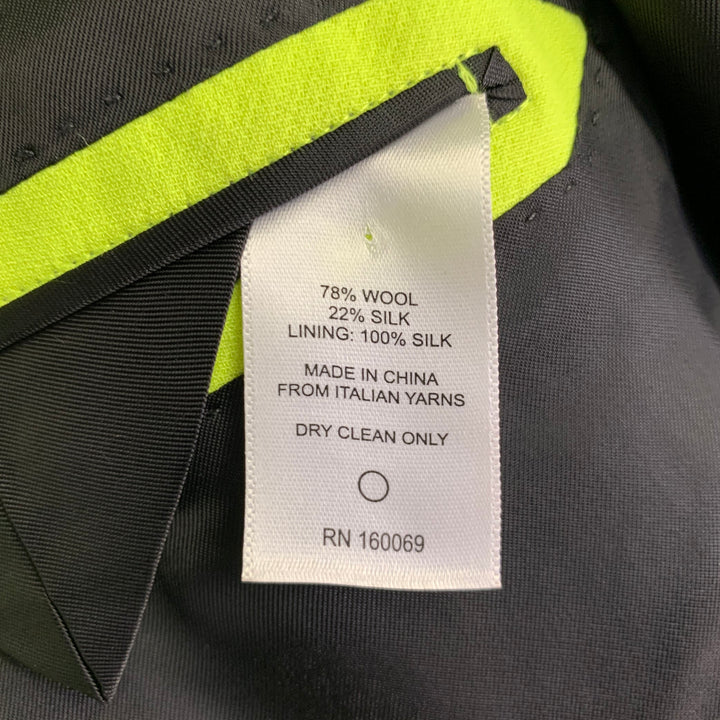 78% WOOL
22% SILK
LINING: 100% SILK
MADE IN CHINA
FROM ITALIAN YARNS
DRY CLEAN ONLY
RN 160069